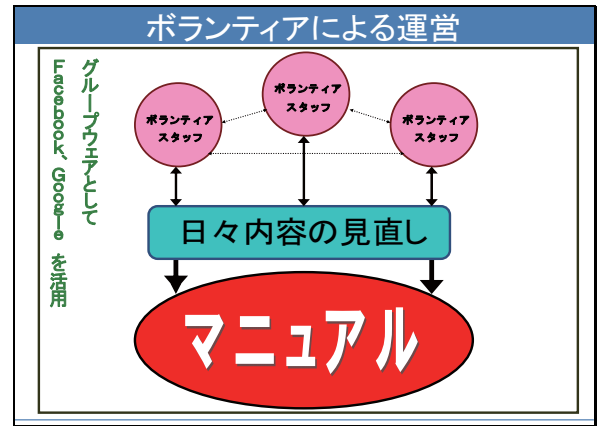 ボランティアによる運営
グループウェアとして
Facebook、Google を活用
ボランティア
スタッフ
ボランティア
スタッフ
ボランティア
スタッフ
日々内容の見直し
マニュアル